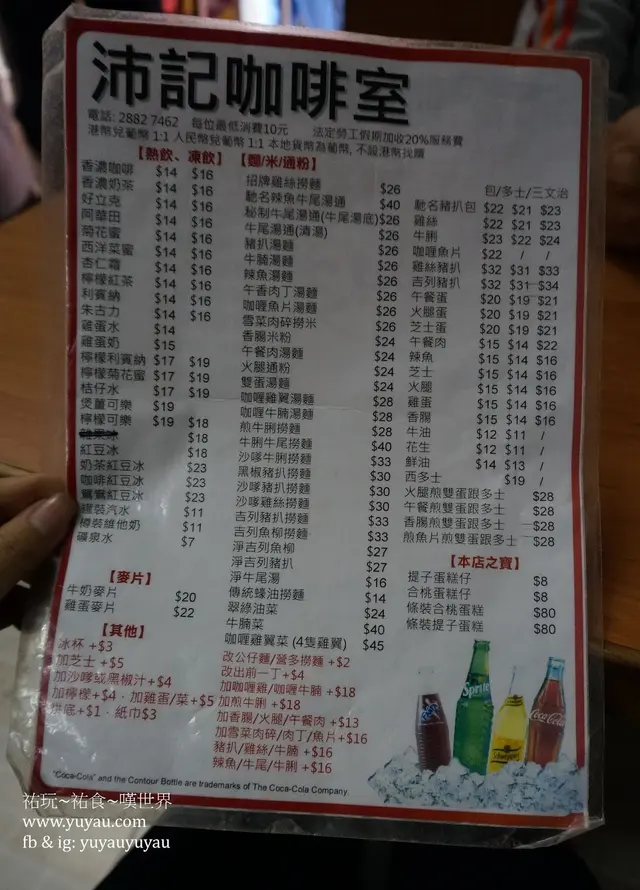 沛記咖啡室
電話: 2882 7462 每位最低消費10元 法定勞工假期加收20%服務費
港幣兌葡幣 1:1 人民幣兌葡幣 1:1 本地貨幣為葡幣, 不設港幣找贖
【熱飲、凍飲】
香濃咖啡 $14 $16
香濃奶茶 $14 $16
好立克 $14 $16
阿華田 $14 $16
菊花蜜 $14 $16
西洋菜蜜 $14 $16
杏仁霜 $14 $16
檸檬紅茶 $14 $16
利賓納 $14 $16
朱古力 $14 $16
雞蛋水 $14
雞蛋奶 $15
檸檬利賓納 $17 $19
檸檬菊花蜜 $17 $19
桔仔水 $17 $19
煲薑可樂 $19
檸檬可樂 $19 $18
$18
紅豆冰 $18
奶茶紅豆冰 $23
咖啡紅豆冰 $23
鴛鴦紅豆冰 $23
罐裝汽水 $11
樽裝維他奶 $11
礦泉水 $7
【麥片】
牛奶麥片 $20
雞蛋麥片 $22
【其他】
冰杯 +$3
加芝士 +$5
加沙嗲或黑椒汁+$4
加檸檬+$4 · 加雞蛋/菜+$5
烘底+$1 · 紙巾$3
【麵/米/通粉】
招牌雞絲撈麵 $26
馳名辣魚牛尾湯通 $40
秘制牛尾湯通(牛尾湯底) $26
牛尾湯通(清湯) $26
豬扒湯麵 $26
牛腩湯麵 $26
辣魚湯麵 $26
午香肉丁湯麵 $26
咖喱魚片湯麵 $26
雪菜肉碎撈米 $26
香腸米粉 $24
午餐肉湯麵 $24
火腿通粉 $24
雙蛋湯麵 $24
咖喱雞翼湯麵 $28
咖喱牛腩湯麵 $28
煎牛脷撈麵 $28
牛脷牛尾撈麵 $40
沙嗲牛脷撈麵 $33
黑椒豬扒撈麵 $30
沙嗲豬扒撈麵 $30
沙嗲雞絲撈麵 $30
吉列豬扒撈麵 $33
吉列魚柳撈麵 $33
淨吉列魚柳 $27
淨吉列豬扒 $27
淨牛尾湯 $16
傳統蠔油撈麵 $14
翠綠油菜 $24
牛腩菜 $40
咖喱雞翼菜 (4隻雞翼) $45
改公仔麵/營多撈麵 +$2
改出前一丁+$4
加咖喱雞/咖喱牛腩 +$18
加煎牛脷 +$18
加香腸/火腿/午餐肉 +$13
加雪菜肉碎/肉丁/魚片+$16
豬扒/雞絲/牛腩 +$16
辣魚/牛尾/牛脷 +$16
包/多士/三文治
馳名豬扒包 $22 $21 $23
雞絲 $22 $21 $23
牛脷 $23 $22 $24
咖喱魚片 $22 / /
雞絲豬扒 $32 $31 $33
吉列豬扒 $32 $31 $34
午餐蛋 $20 $19 $21
火腿蛋 $20 $19 $21
芝士蛋 $20 $19 $21
午餐肉 $15 $14 $22
辣魚 $15 $14 $16
芝士 $15 $14 $16
火腿 $15 $14 $16
雞蛋 $15 $14 $16
香腸 $15 $14 $16
牛油 $12 $11 /
花生 $12 $11 /
鮮油 $14 $13 /
西多士 $19 /
火腿煎雙蛋跟多士 $28
午餐煎雙蛋跟多士 $28
香腸煎雙蛋跟多士 $28
煎魚片煎雙蛋跟多士 $28
【本店之寶】
提子蛋糕仔 $8
合桃蛋糕仔 $8
條裝合桃蛋糕 $80
條裝提子蛋糕 $80
Sprite
Schweppes
Coca-Cola
"Coca-Cola" and the Contour Bottle are trademarks of The Coca-Cola Company.
祐玩~祐食~嘆世界
www.yuyau.com
fb & ig: yuyauyuyau